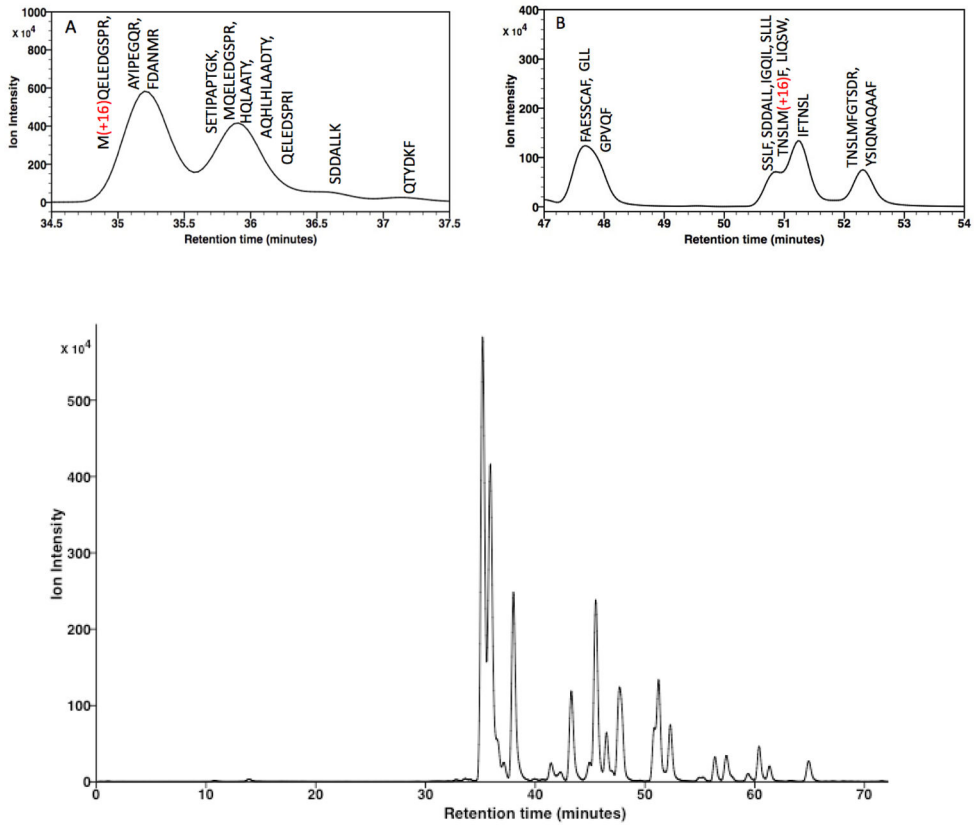 A
X 10⁴
1000
800
600
400
200
0
Ion Intensity
34.5 35 35.5 36 36.5 37 37.5
Retention time (minutes)
M(+16)QELEDGSPR,
AYIPEGQR,
FDANMR
SETIPAPTGK,
MQELEDGSPR,
HQLAATY,
AQHLHLAADTY,
QELEDSPRI
SDDALLK
QTYDKF
B
X 10⁴
400
300
200
100
0
Ion Intensity
47 48 49 50 51 52 53 54
Retention time (minutes)
FAESSCAF, GLL
GPVQF
SSLF, SDDALL,IGQIL, SLLL
TNSLM(+16)F, LIQSW,
IFTNSL
TNSLMFGTSDR,
YSIQNAQAAF
X 10⁴
500
400
300
200
100
0
Ion Intensity
0 10 20 30 40 50 60 70
Retention time (minutes)